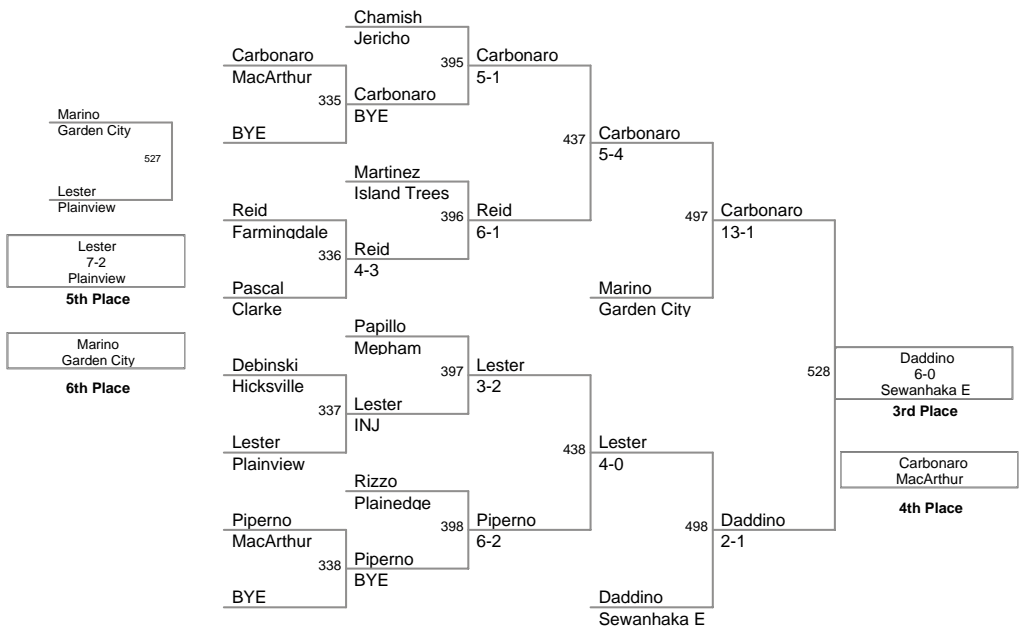 Chamish
Jericho
Carbonaro
MacArthur
395
Carbonaro
5-1
335
Carbonaro
BYE
BYE
Marino
Garden City
527
Lester
Plainview
437
Carbonaro
5-4
Martinez
Island Trees
Reid
Farmingdale
396
Reid
6-1
336
Reid
4-3
Pascal
Clarke
497
Carbonaro
13-1
Marino
Garden City
Lester
7-2
Plainview
5th Place
Marino
Garden City
6th Place
Papillo
Mepham
Debinski
Hicksville
397
Lester
3-2
337
Lester
INJ
Lester
Plainview
528
Daddino
6-0
Sewanhaka E
3rd Place
438
Lester
4-0
Carbonaro
MacArthur
4th Place
Rizzo
Plainedge
Piperno
MacArthur
398
Piperno
6-2
338
Piperno
BYE
BYE
498
Daddino
2-1
Daddino
Sewanhaka E